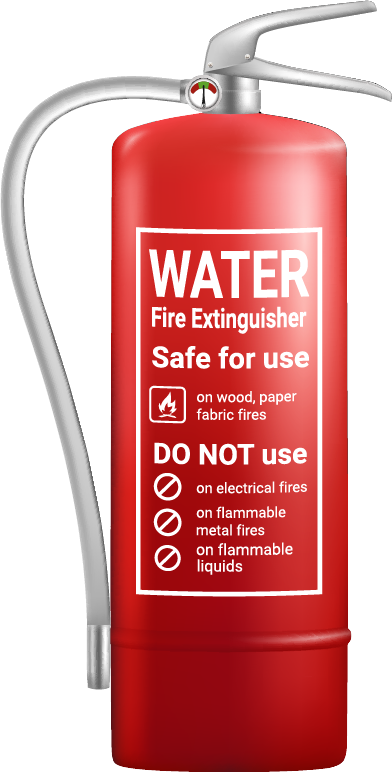 WATER
Fire Extinguisher
Safe for use
on wood, paper
fabric fires
DO NOT use
on electrical fires
on flammable
metal fires
on flammable
liquids